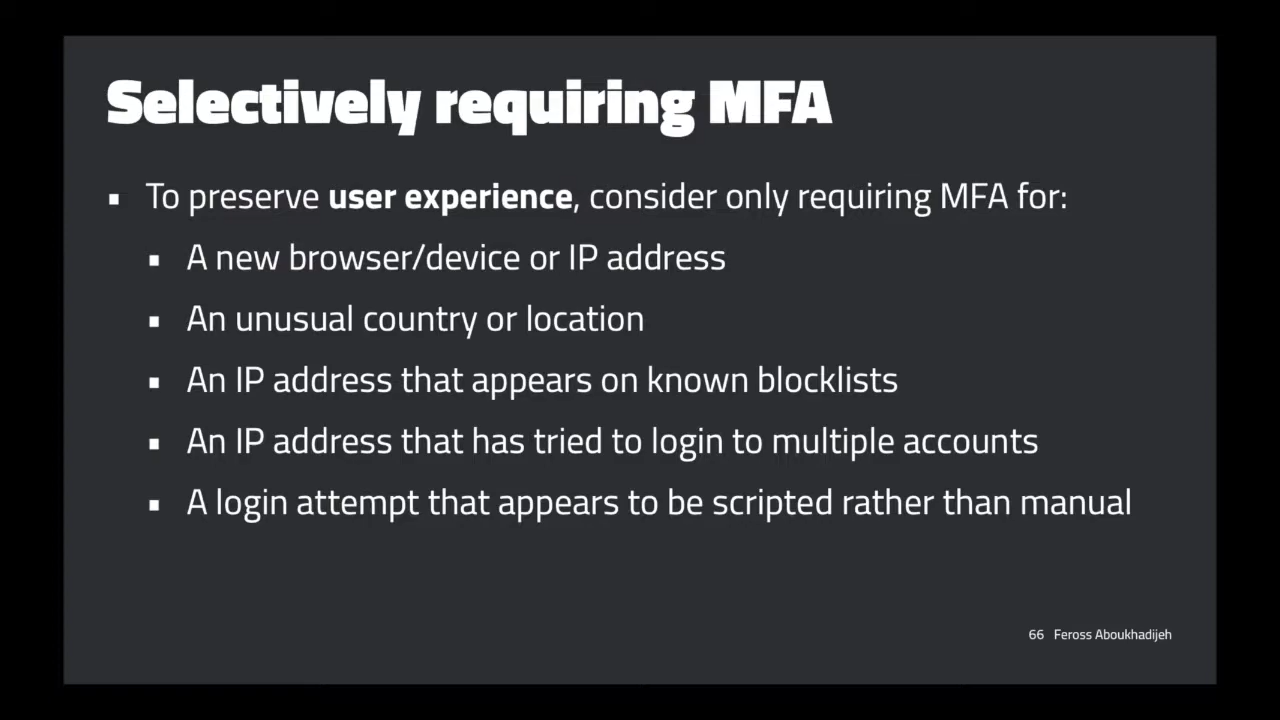 Selectively requiring MFA
▪ To preserve user experience, consider only requiring MFA for:
▪ A new browser/device or IP address
▪ An unusual country or location
▪ An IP address that appears on known blocklists
▪ An IP address that has tried to login to multiple accounts
▪ A login attempt that appears to be scripted rather than manual
66 Feross Aboukhadijeh